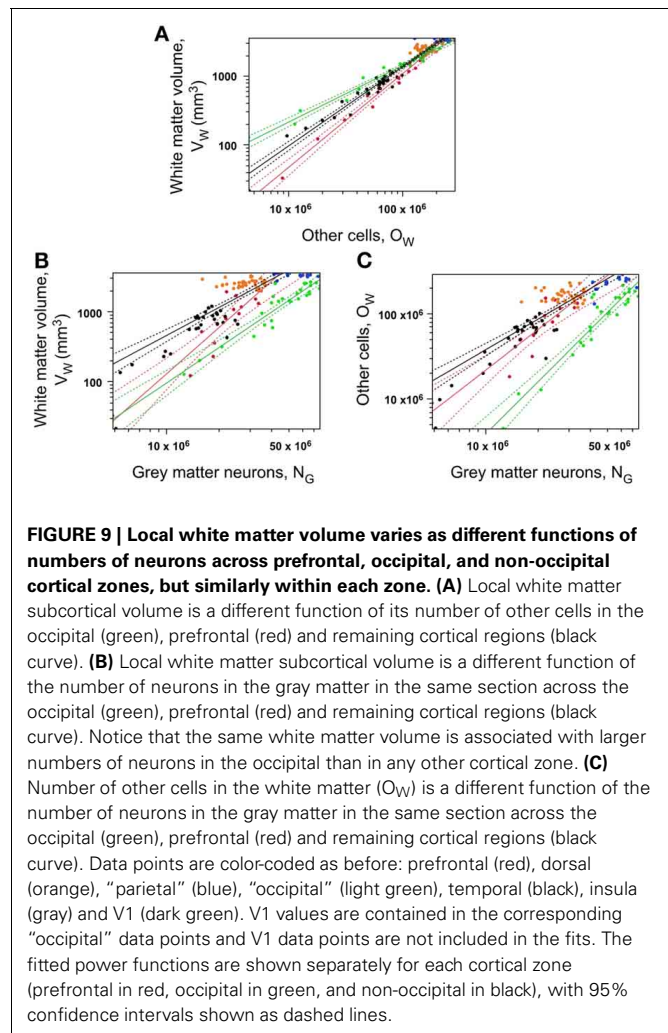 A
White matter volume,
V_W (mm³)
1000
100
10 x 10⁶
100 x 10⁶
Other cells, O_W
B
White matter volume,
V_W (mm³)
1000
100
10 x 10⁶
50 x 10⁶
Grey matter neurons, N_G
C
Other cells, O_W
100 x 10⁶
10 x 10⁶
10 x 10⁶
50 x 10⁶
Grey matter neurons, N_G
FIGURE 9 | Local white matter volume varies as different functions of
numbers of neurons across prefrontal, occipital, and non-occipital
cortical zones, but similarly within each zone. (A) Local white matter
subcortical volume is a different function of its number of other cells in the
occipital (green), prefrontal (red) and remaining cortical regions (black
curve). (B) Local white matter subcortical volume is a different function of
the number of neurons in the gray matter in the same section across the
occipital (green), prefrontal (red) and remaining cortical regions (black
curve). Notice that the same white matter volume is associated with larger
numbers of neurons in the occipital than in any other cortical zone. (C)
Number of other cells in the white matter (O_W) is a different function of the
number of neurons in the gray matter in the same section across the
occipital (green), prefrontal (red) and remaining cortical regions (black
curve). Data points are color-coded as before: prefrontal (red), dorsal
(orange), “parietal” (blue), “occipital” (light green), temporal (black), insula
(gray) and V1 (dark green). V1 values are contained in the corresponding
“occipital” data points and V1 data points are not included in the fits. The
fitted power functions are shown separately for each cortical zone
(prefrontal in red, occipital in green, and non-occipital in black), with 95%
confidence intervals shown as dashed lines.